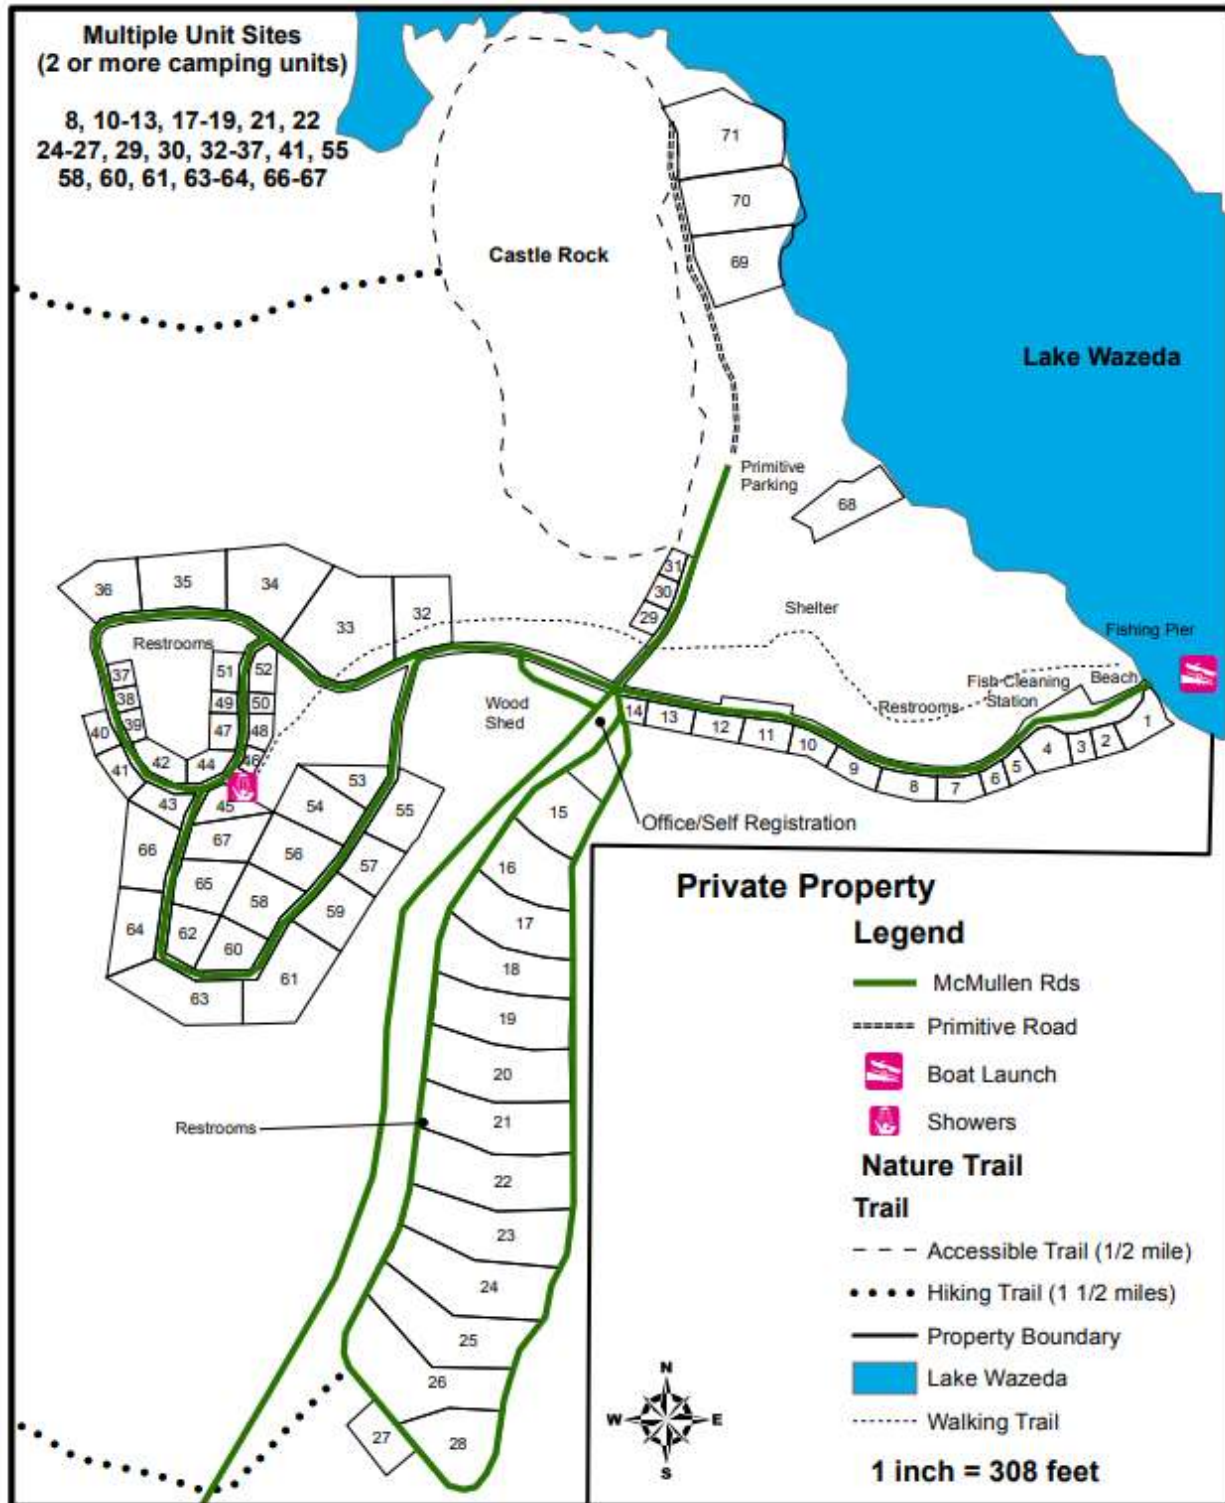 Multiple Unit Sites
(2 or more camping units)
8, 10-13, 17-19, 21, 22
24-27, 29, 30, 32-37, 41, 55
58, 60, 61, 63-64, 66-67
71
70
69
Castle Rock
Lake Wazeda
Primitive
Parking
68
31
30
29
Shelter
Fishing Pier
36
35
34
33
32
Restrooms
37
38
39
40
41
42
43
44
45
46
47
48
49
50
51
52
53
54
55
56
57
58
59
60
61
62
63
64
65
66
67
Wood
Shed
Restrooms
Fish Cleaning
Station
Beach
14
13
12
11
10
9
8
7
6
5
4
3
2
1
Office/Self Registration
15
16
17
18
19
20
21
22
23
24
25
26
27
28
Restrooms
Private Property
Legend
McMullen Rds
Primitive Road
Boat Launch
Showers
Nature Trail
Trail
Accessible Trail (1/2 mile)
Hiking Trail (1 1/2 miles)
Property Boundary
Lake Wazeda
Walking Trail
N
W
E
S
1 inch = 308 feet